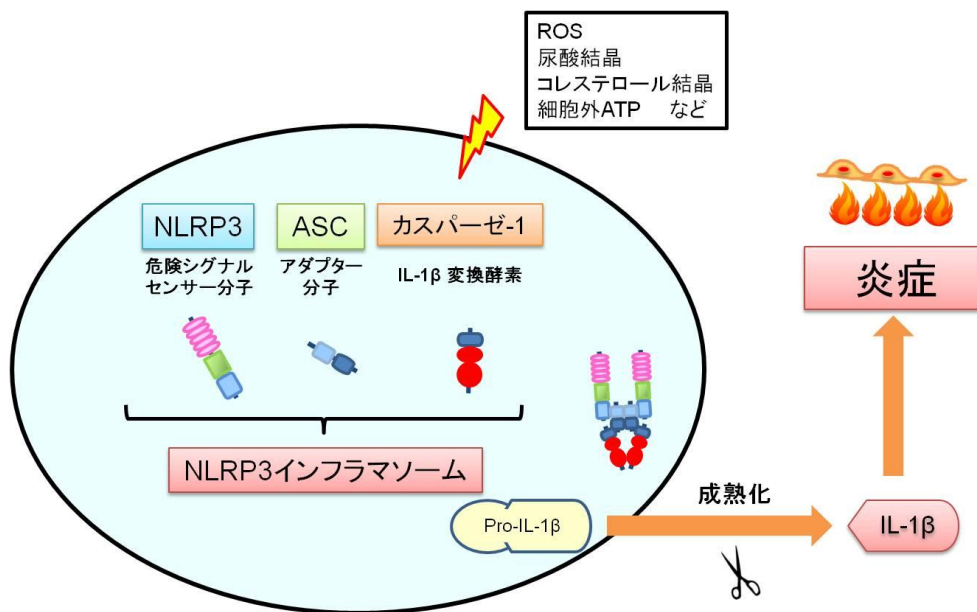 ROS
尿酸結晶
コレステロール結晶
細胞外ATP など
NLRP3
危険シグナル
センサー分子
ASC
アダプター
分子
カスパーゼ-1
IL-1β 変換酵素
NLRP3インフラマソーム
Pro-IL-1β
成熟化
IL-1β
炎症